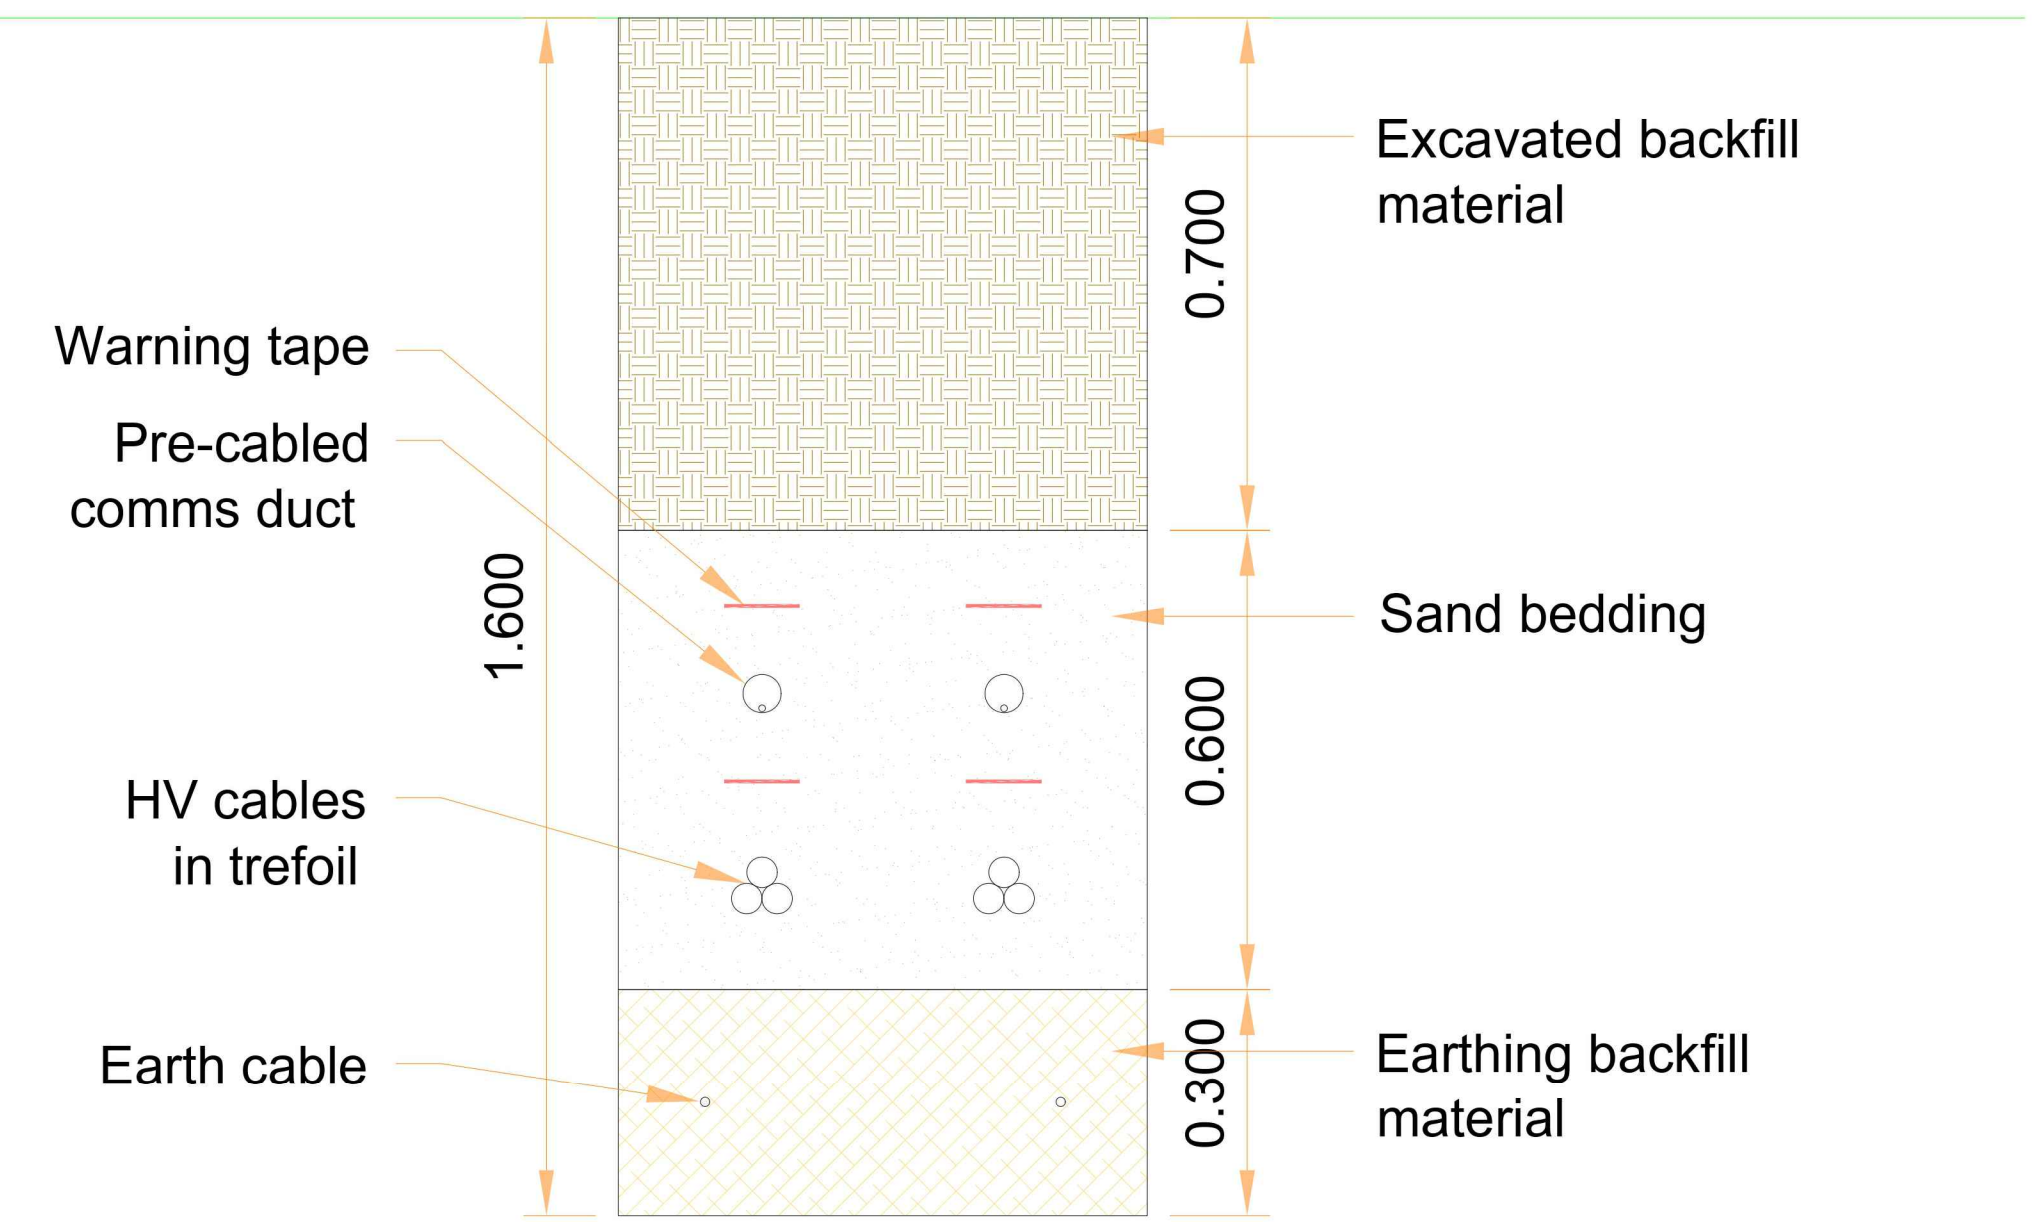 Excavated backfill
material
0.700
Warning tape
Pre-cabled
comms duct
1.600
Sand bedding
0.600
HV cables
in trefoil
Earth cable
Earthing backfill
material
0.300